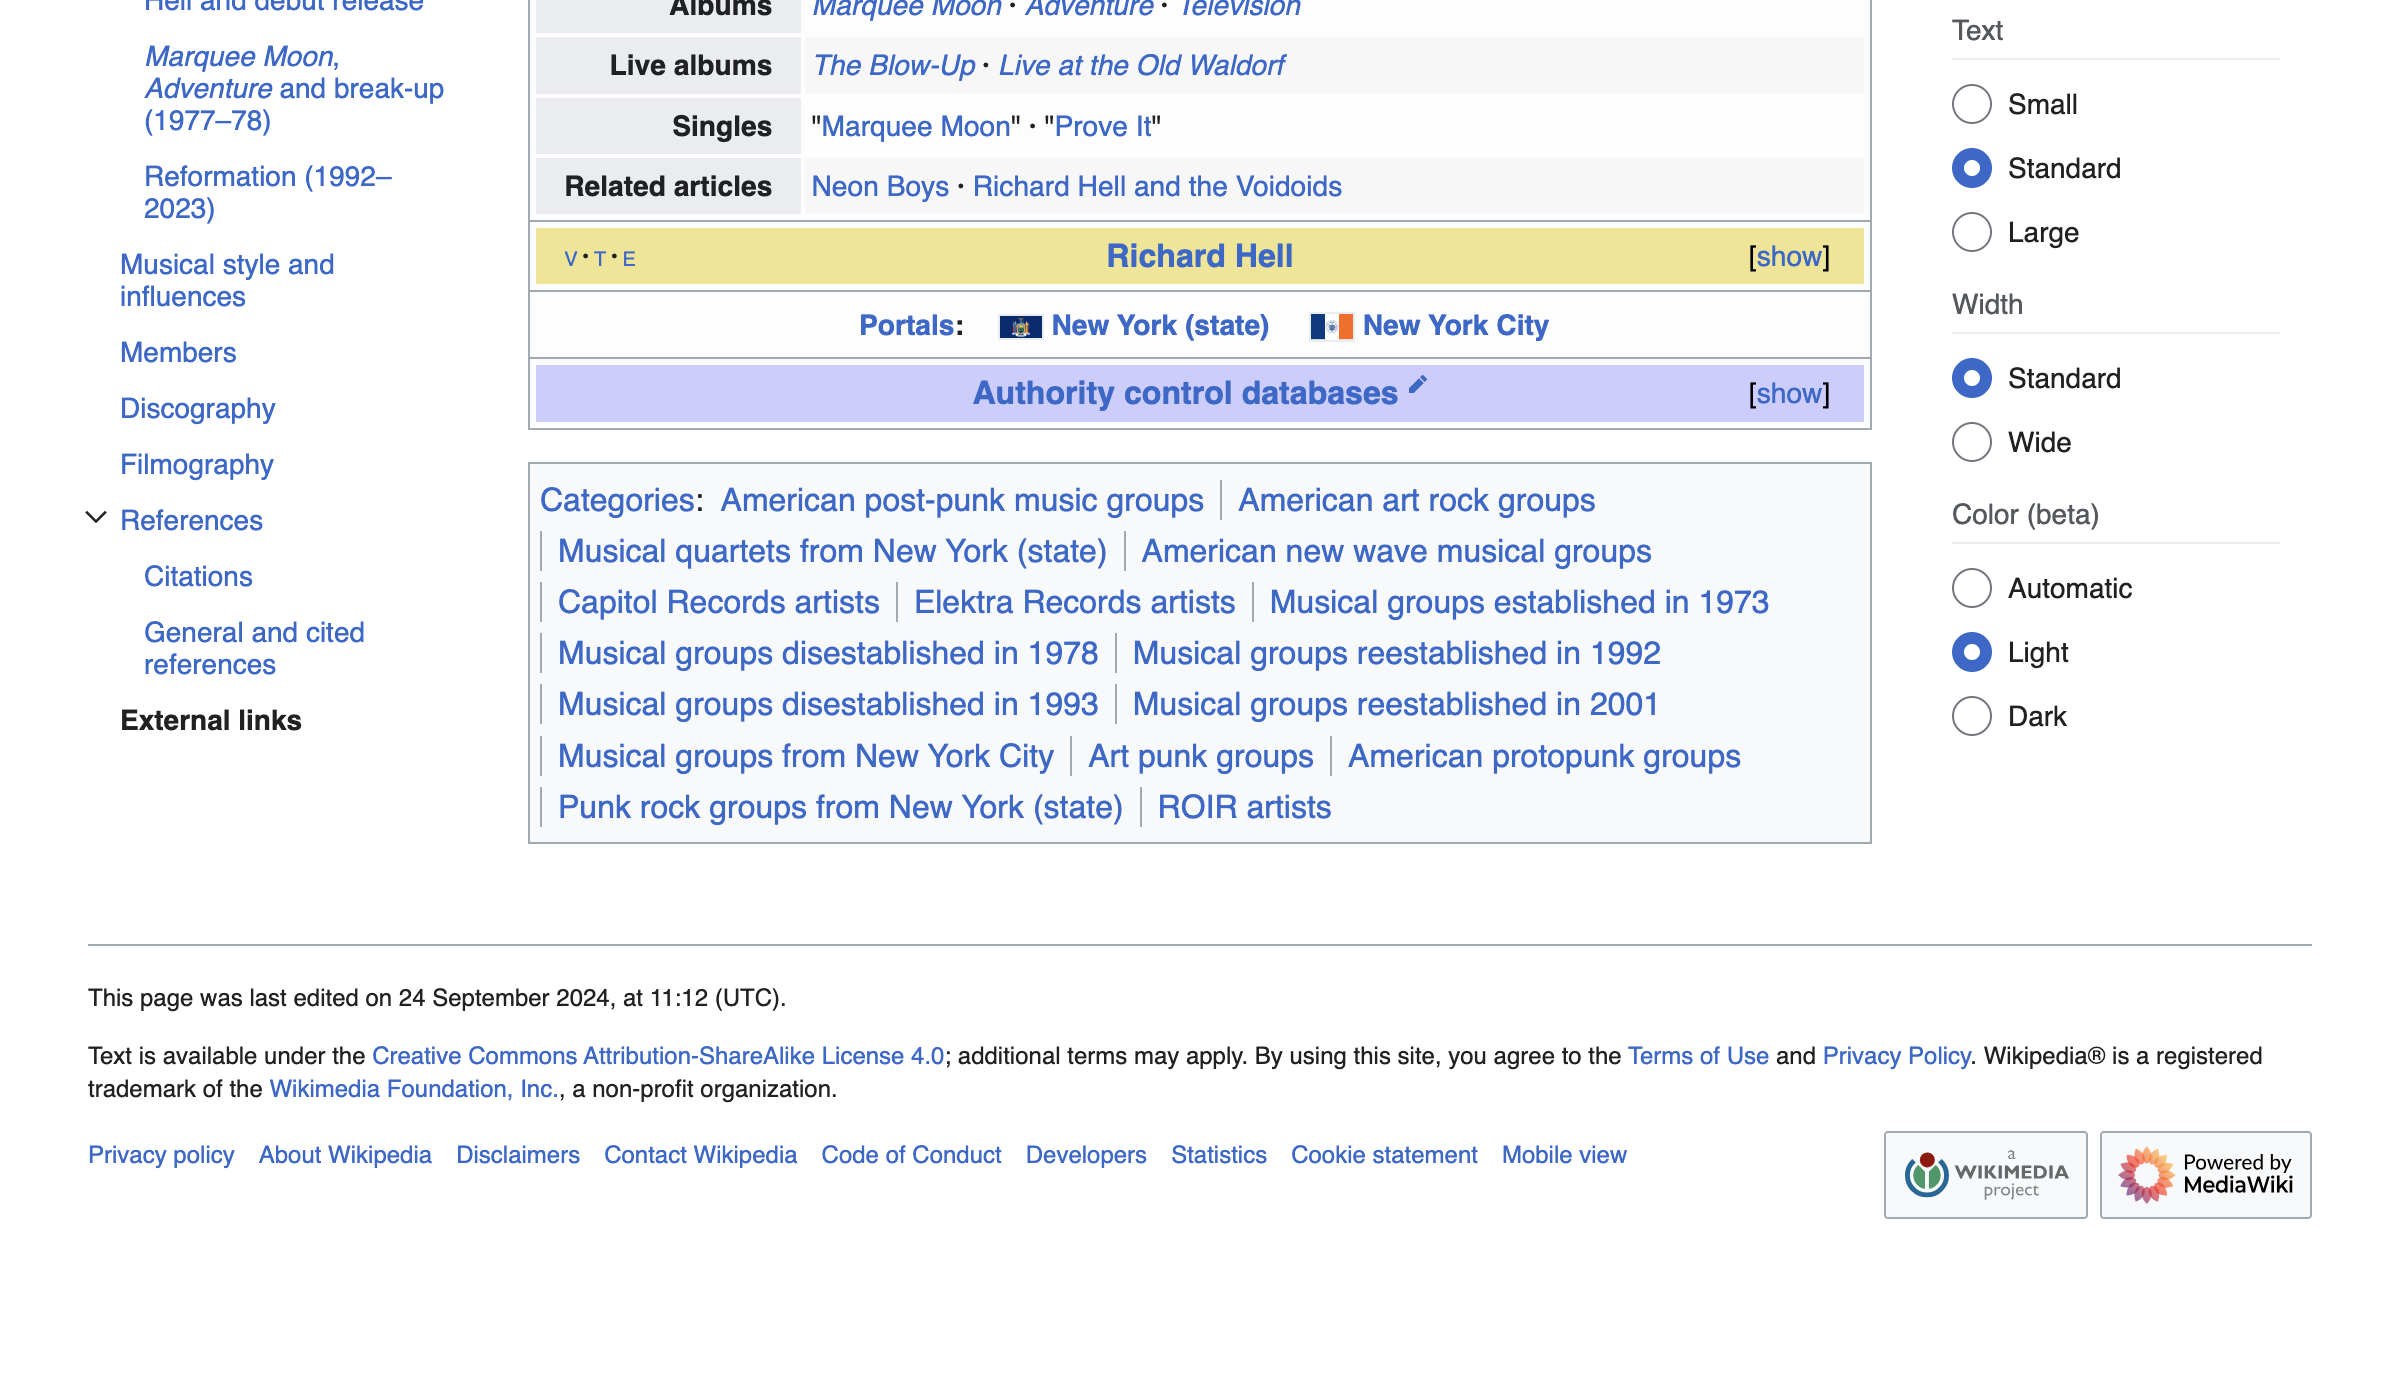 Hell and debut release
Marquee Moon,
Adventure and break-up
(1977–78)
Reformation (1992–
2023)
Musical style and
influences
Members
Discography
Filmography
References
Citations
General and cited
references
External links
Albums Marquee Moon · Adventure · Television
Live albums The Blow-Up · Live at the Old Waldorf
Singles "Marquee Moon" · "Prove It"
Related articles Neon Boys · Richard Hell and the Voidoids
V · T · E Richard Hell [show]
Portals: New York (state) New York City
Authority control databases [show]
Categories: American post-punk music groups | American art rock groups
| Musical quartets from New York (state) | American new wave musical groups
| Capitol Records artists | Elektra Records artists | Musical groups established in 1973
| Musical groups disestablished in 1978 | Musical groups reestablished in 1992
| Musical groups disestablished in 1993 | Musical groups reestablished in 2001
| Musical groups from New York City | Art punk groups | American protopunk groups
| Punk rock groups from New York (state) | ROIR artists
Text
Small
Standard
Large
Width
Standard
Wide
Color (beta)
Automatic
Light
Dark
This page was last edited on 24 September 2024, at 11:12 (UTC).
Text is available under the Creative Commons Attribution-ShareAlike License 4.0; additional terms may apply. By using this site, you agree to the Terms of Use and Privacy Policy. Wikipedia® is a registered
trademark of the Wikimedia Foundation, Inc., a non-profit organization.
Privacy policy About Wikipedia Disclaimers Contact Wikipedia Code of Conduct Developers Statistics Cookie statement Mobile view
a
WIKIMEDIA
project
Powered by
MediaWiki